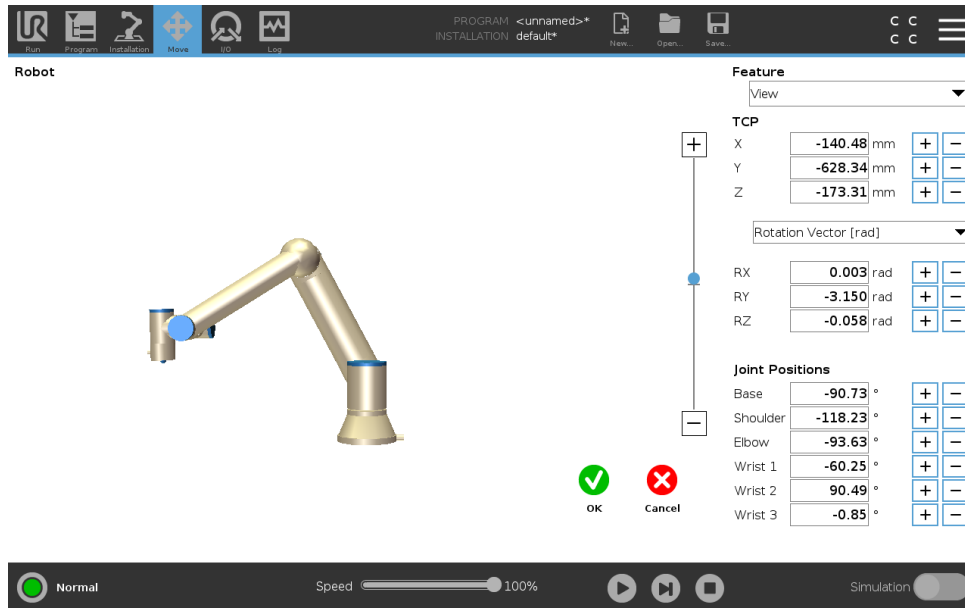 PROGRAM <unnamed>*
INSTALLATION default*
UR
Run
Program
Installation
Move
I/O
Log
New...
Open...
Save...
C C
C C
Robot
Feature
View
TCP
X -140.48 mm + −
Y -628.34 mm + −
Z -173.31 mm + −
Rotation Vector [rad]
RX 0.003 rad + −
RY -3.150 rad + −
RZ -0.058 rad + −
Joint Positions
Base -90.73 ° + −
Shoulder -118.23 ° + −
Elbow -93.63 ° + −
Wrist 1 -60.25 ° + −
Wrist 2 90.49 ° + −
Wrist 3 -0.85 ° + −
+
−
OK
Cancel
Normal
Speed 100%
Simulation